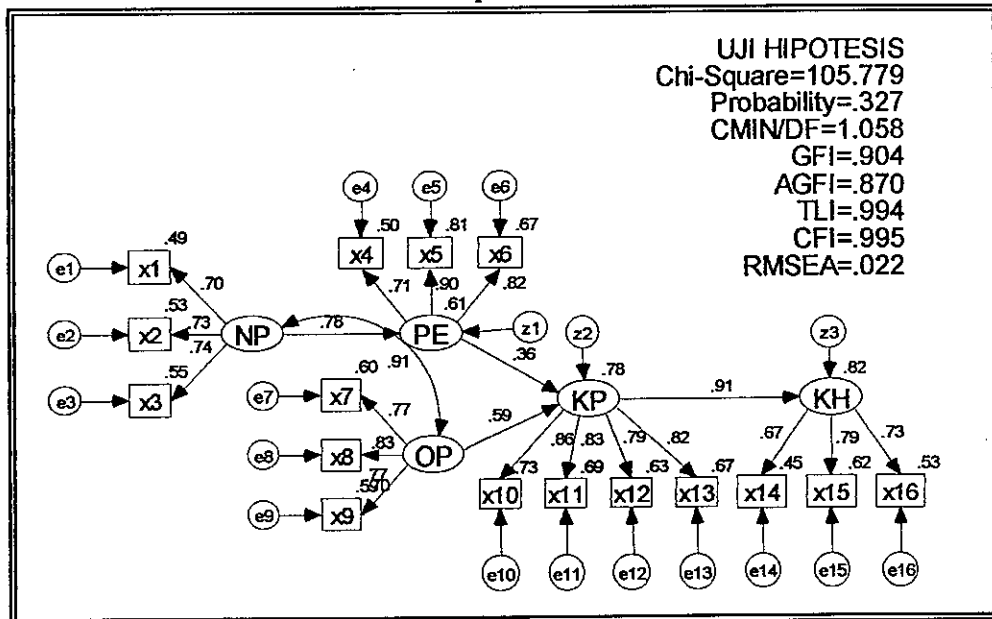 UJI HIPOTESIS
Chi-Square=105.779
Probability=.327
CMIN/DF=1.058
GFI=.904
AGFI=.870
TLI=.994
CFI=.995
RMSEA=.022
e4 e5 e6
.50 .81 .67
x4 x5 x6
.71 .90 .82
.61
.49
e1 x1
.70
.53
e2 x2 .73 NP .78 PE z1
.74
.55
e3 x3
.91
.36
z2 z3
.78 .82
KP .91 KH
.60
e7 x7
.77
.59
e8 x8 .83 OP
.77
.59
e9 x9
.86 .83 .79 .82 .67 .79 .73
.73 .69 .63 .67 .45 .62 .53
x10 x11 x12 x13 x14 x15 x16
e10 e11 e12 e13 e14 e15 e16